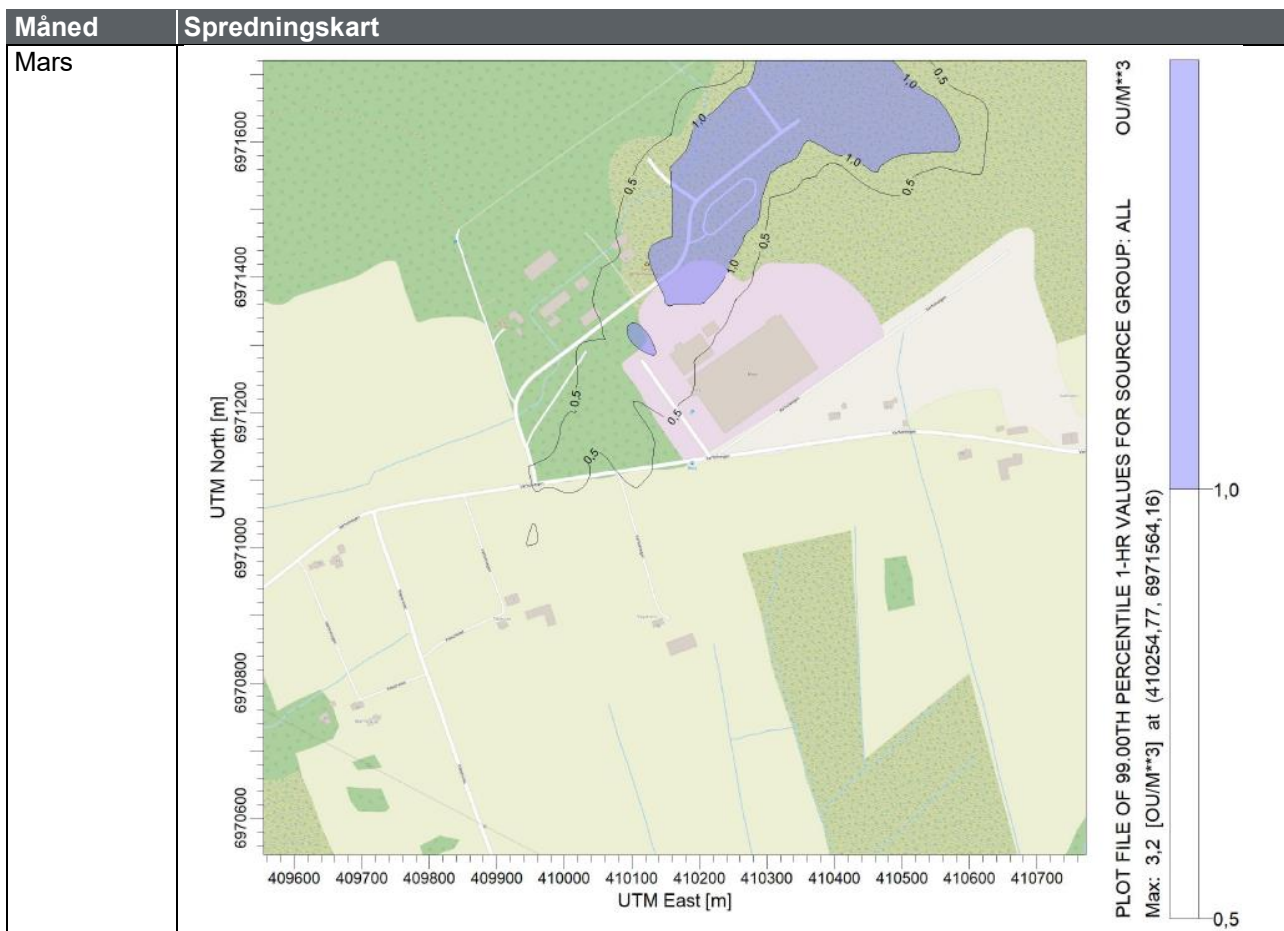 Måned Spredningskart
Mars
PLOT FILE OF 99.00TH PERCENTILE 1-HR VALUES FOR SOURCE GROUP: ALL OU/M**3
Max: 3,2 [OU/M**3] at (410254,77, 6971564,16)
1,0
0,5
UTM North [m]
6971600
6971400
6971200
6971000
6970800
6970600
0,5
1,0
1,0
1,0
0,5
0,5
0,5
1,0
0,5
0,5
0,5
409600 409700 409800 409900 410000 410100 410200 410300 410400 410500 410600 410700
UTM East [m]